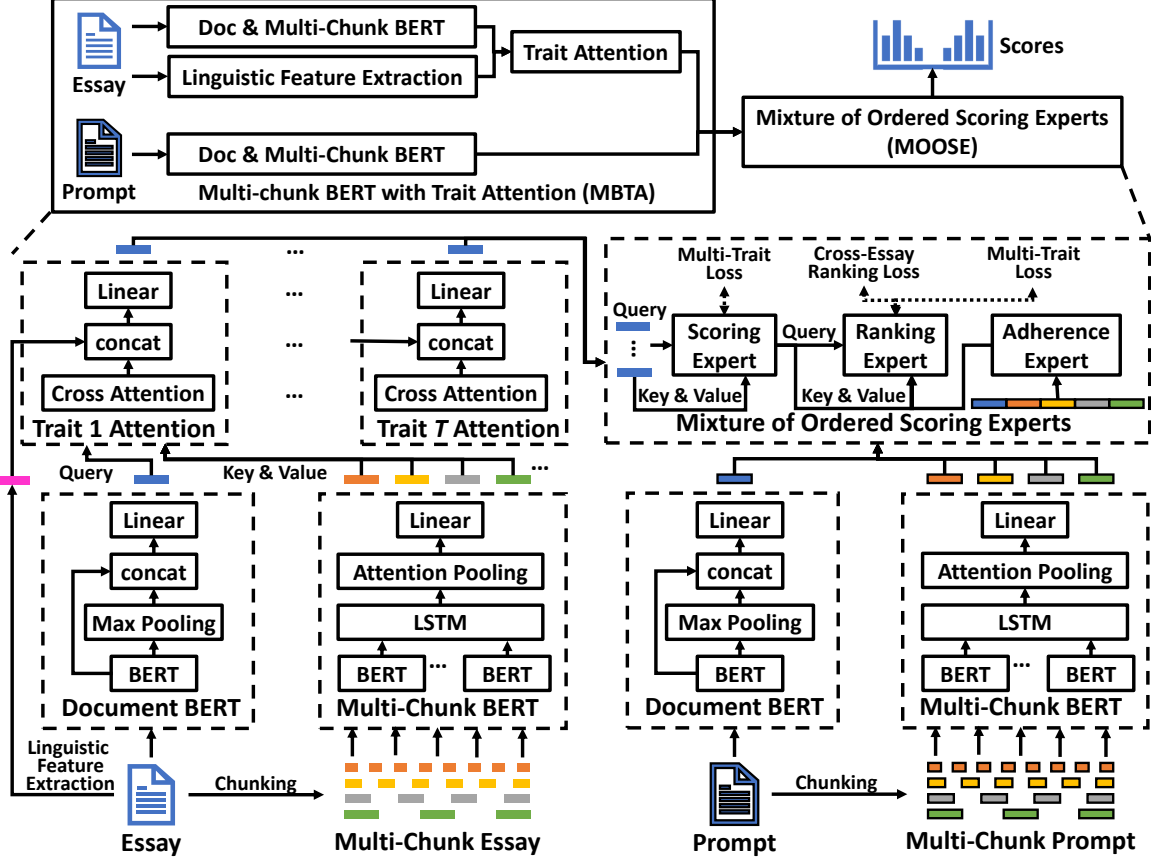 Doc & Multi-Chunk BERT
Essay
Linguistic Feature Extraction
Trait Attention
Scores
Mixture of Ordered Scoring Experts
(MOOSE)
Doc & Multi-Chunk BERT
Prompt
Multi-chunk BERT with Trait Attention (MBTA)
...
Linear
concat
Cross Attention
Trait 1 Attention
...
...
...
Linear
concat
Cross Attention
Trait T Attention
Multi-Trait
Loss
Cross-Essay
Ranking Loss
Multi-Trait
Loss
Query
...
Scoring
Expert
Query
Ranking
Expert
Adherence
Expert
Key & Value
Key & Value
Mixture of Ordered Scoring Experts
Query
Key & Value
...
Linear
concat
Max Pooling
BERT
Document BERT
Linear
Attention Pooling
LSTM
BERT
...
BERT
Multi-Chunk BERT
Linear
concat
Max Pooling
BERT
Document BERT
Linear
Attention Pooling
LSTM
BERT
...
BERT
Multi-Chunk BERT
Linguistic
Feature
Extraction
Essay
Chunking
Multi-Chunk Essay
Prompt
Chunking
Multi-Chunk Prompt